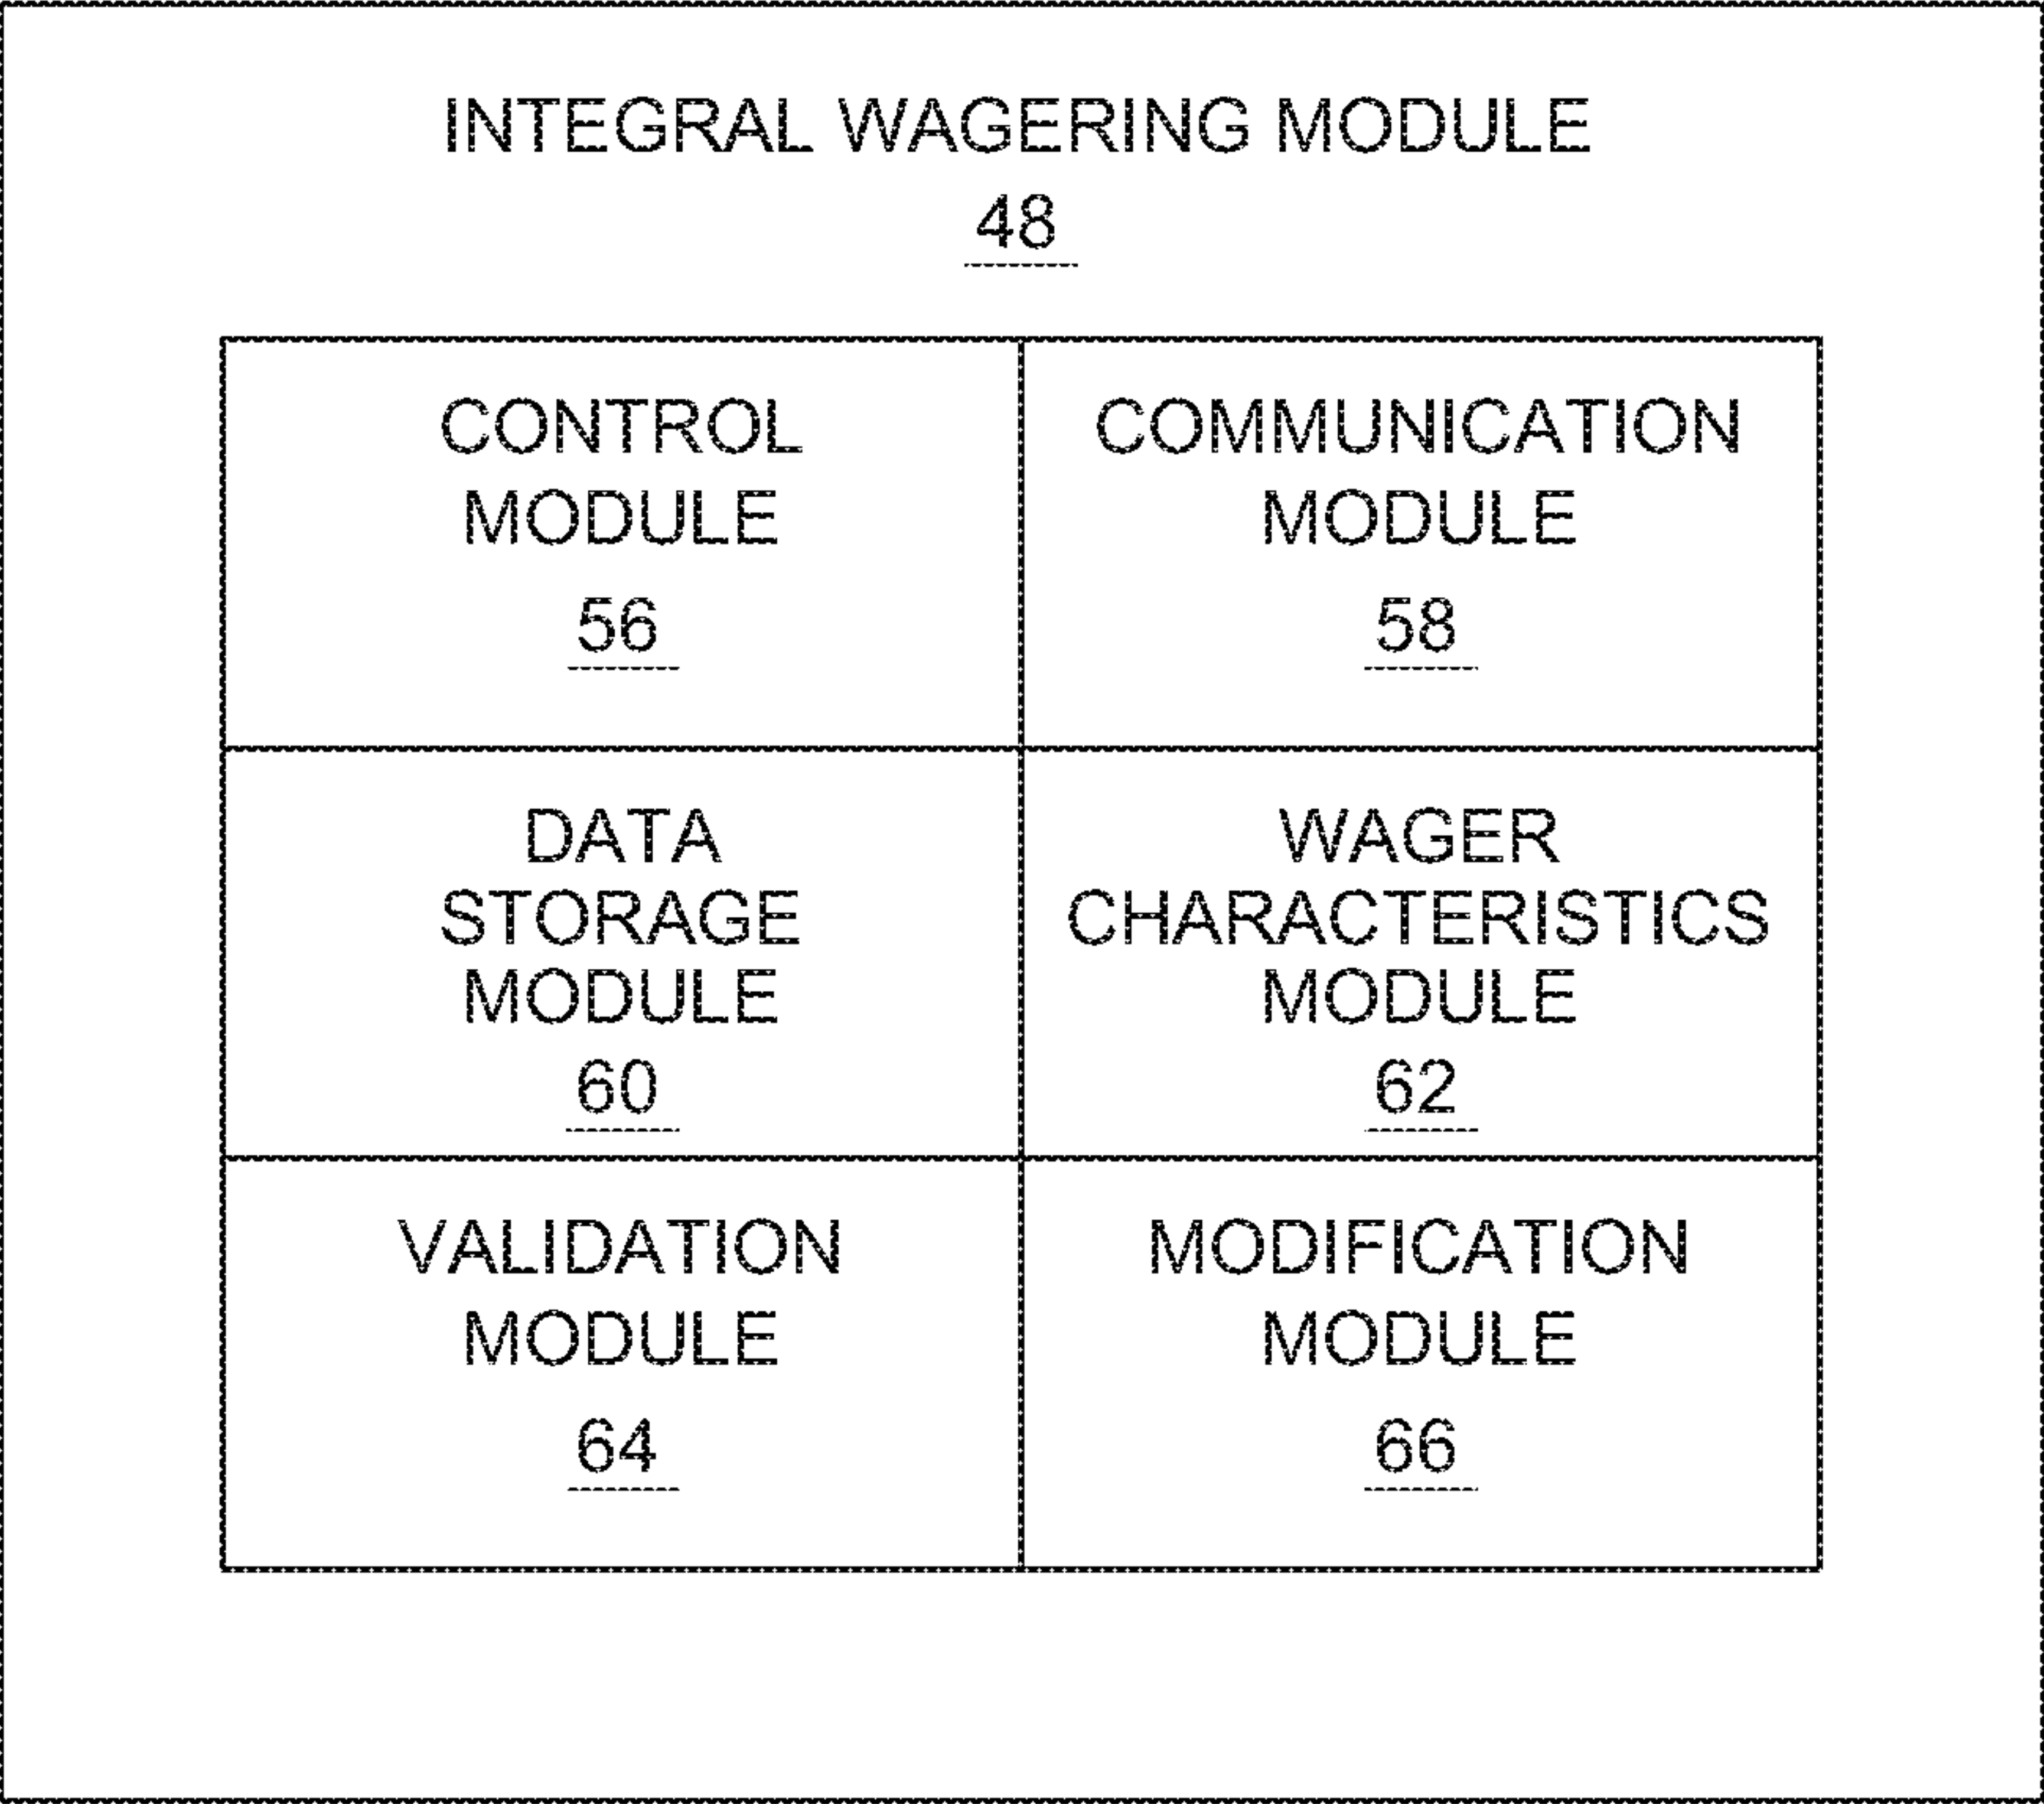 INTEGRAL WAGERING MODULE
48
CONTROL
MODULE
56
COMMUNICATION
MODULE
58
DATA
STORAGE
MODULE
60
WAGER
CHARACTERISTICS
MODULE
62
VALIDATION
MODULE
64
MODIFICATION
MODULE
66